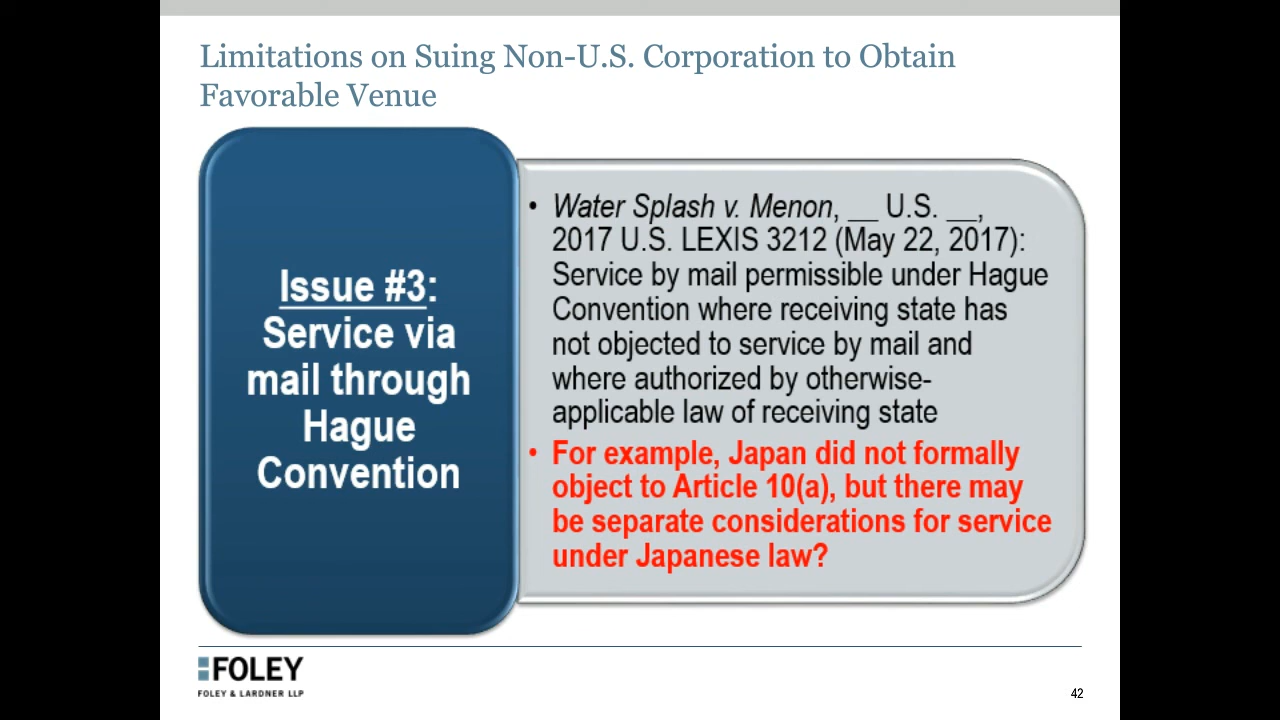 Limitations on Suing Non-U.S. Corporation to Obtain
Favorable Venue
Issue #3:
Service via
mail through
Hague
Convention
• Water Splash v. Menon, __ U.S. __,
2017 U.S. LEXIS 3212 (May 22, 2017):
Service by mail permissible under Hague
Convention where receiving state has
not objected to service by mail and
where authorized by otherwise-
applicable law of receiving state
• For example, Japan did not formally
object to Article 10(a), but there may
be separate considerations for service
under Japanese law?
FOLEY
FOLEY & LARDNER LLP
42